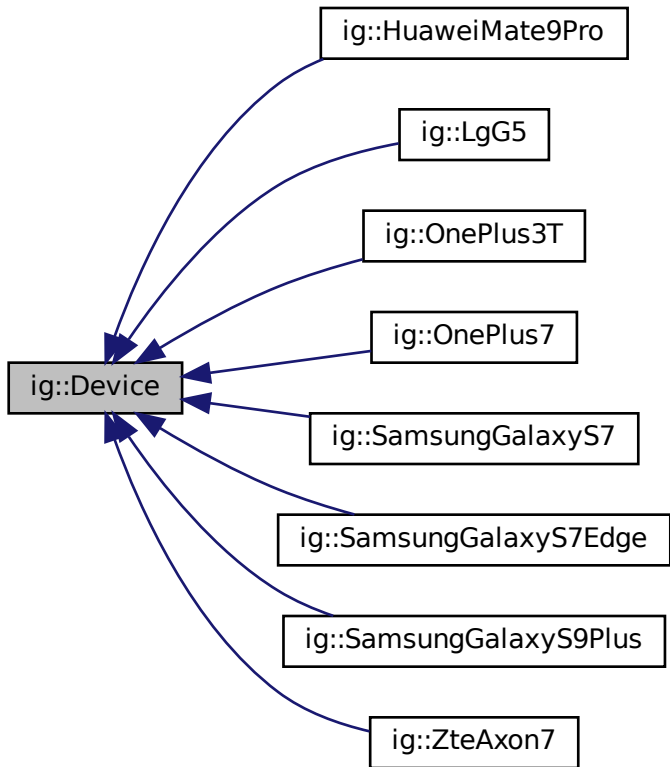 ig::HuaweiMate9Pro
ig::LgG5
ig::OnePlus3T
ig::OnePlus7
ig::Device
ig::SamsungGalaxyS7
ig::SamsungGalaxyS7Edge
ig::SamsungGalaxyS9Plus
ig::ZteAxon7